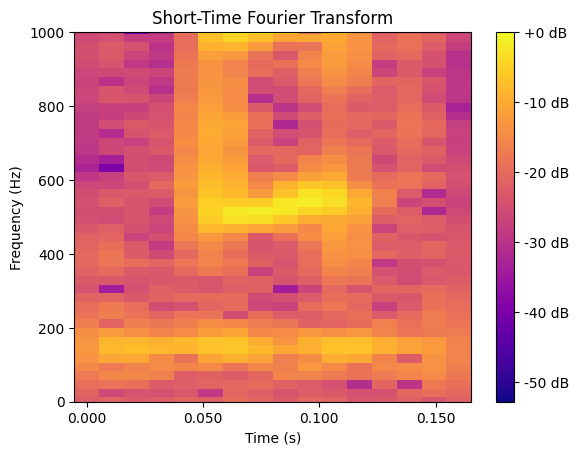 Short-Time Fourier Transform
Frequency (Hz)
1000
800
600
400
200
0
0.000
0.050
0.100
0.150
Time (s)
+0 dB
-10 dB
-20 dB
-30 dB
-40 dB
-50 dB